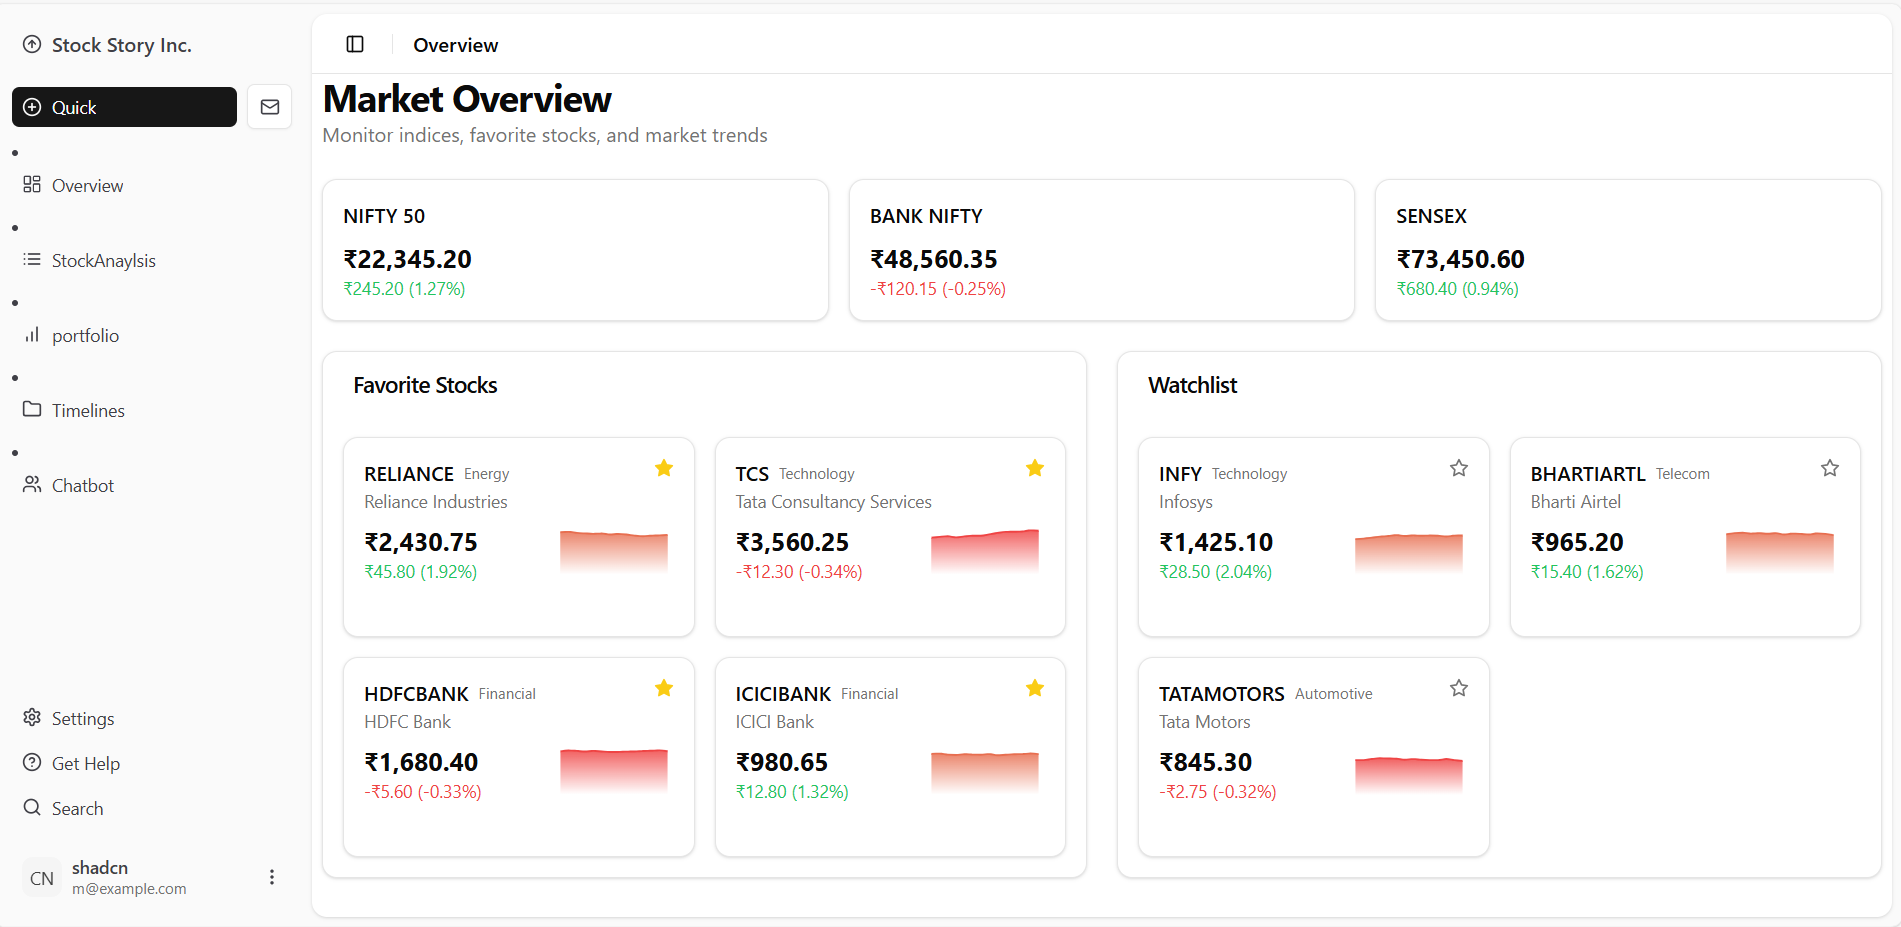 Stock Story Inc.
Quick
Overview
StockAnaylsis
portfolio
Timelines
Chatbot
Settings
Get Help
Search
CN
shadcn
m@example.com
Overview
Market Overview
Monitor indices, favorite stocks, and market trends
NIFTY 50
₹22,345.20
₹245.20 (1.27%)
BANK NIFTY
₹48,560.35
-₹120.15 (-0.25%)
SENSEX
₹73,450.60
₹680.40 (0.94%)
Favorite Stocks
RELIANCE Energy
Reliance Industries
₹2,430.75
₹45.80 (1.92%)
TCS Technology
Tata Consultancy Services
₹3,560.25
-₹12.30 (-0.34%)
HDFCBANK Financial
HDFC Bank
₹1,680.40
-₹5.60 (-0.33%)
ICICIBANK Financial
ICICI Bank
₹980.65
₹12.80 (1.32%)
Watchlist
INFY Technology
Infosys
₹1,425.10
₹28.50 (2.04%)
BHARTIARTL Telecom
Bharti Airtel
₹965.20
₹15.40 (1.62%)
TATAMOTORS Automotive
Tata Motors
₹845.30
-₹2.75 (-0.32%)